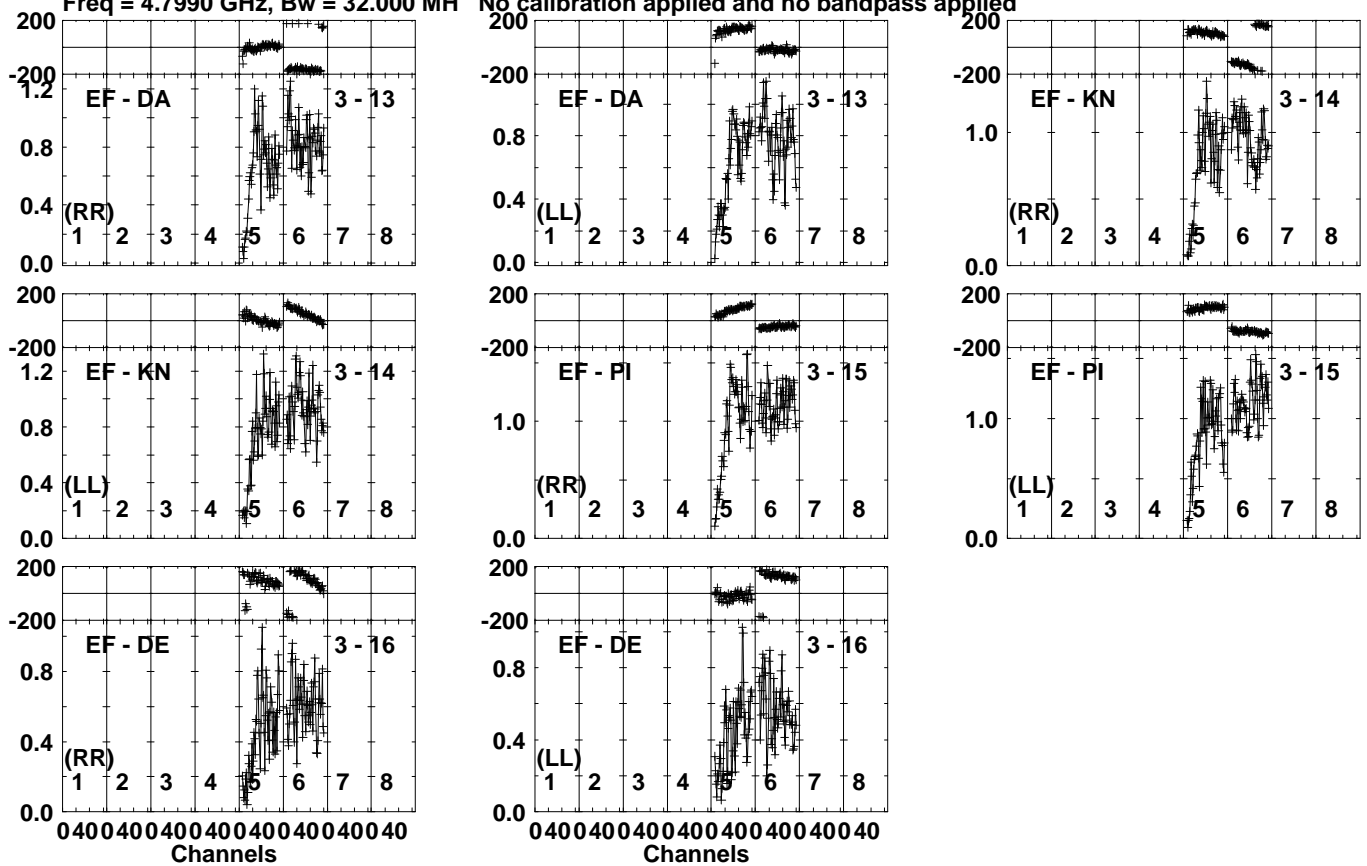 Freq = 4.7990 GHz, Bw = 32.000 MH No calibration applied and no bandpass applied
200
-200
1.2
0.8
0.4
0.0
EF - DA
3 - 13
(RR)
1 2 3 4 5 6 7 8
200
-200
0.8
0.4
0.0
EF - DA
3 - 13
(LL)
1 2 3 4 5 6 7 8
200
-200
1.0
0.0
EF - KN
3 - 14
(RR)
1 2 3 4 5 6 7 8
200
-200
1.2
0.8
0.4
0.0
EF - KN
3 - 14
(LL)
1 2 3 4 5 6 7 8
200
-200
1.0
0.0
EF - PI
3 - 15
(RR)
1 2 3 4 5 6 7 8
200
-200
1.0
0.0
EF - PI
3 - 15
(LL)
1 2 3 4 5 6 7 8
200
-200
0.8
0.4
0.0
EF - DE
3 - 16
(RR)
1 2 3 4 5 6 7 8
0 40 0 40 0 40 0 40 0 40 0 40 0 40 0 40
Channels
200
-200
0.8
0.4
0.0
EF - DE
3 - 16
(LL)
1 2 3 4 5 6 7 8
0 40 0 40 0 40 0 40 0 40 0 40 0 40 0 40
Channels